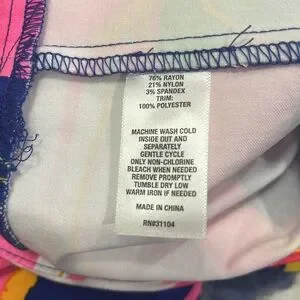 76% RAYON
21% NYLON
3% SPANDEX
TRIM:
100% POLYESTER
MACHINE WASH COLD
INSIDE OUT AND
SEPARATELY
GENTLE CYCLE
ONLY NON-CHLORINE
BLEACH WHEN NEEDED
REMOVE PROMPTLY
TUMBLE DRY LOW
WARM IRON IF NEEDED
MADE IN CHINA
RN#31104